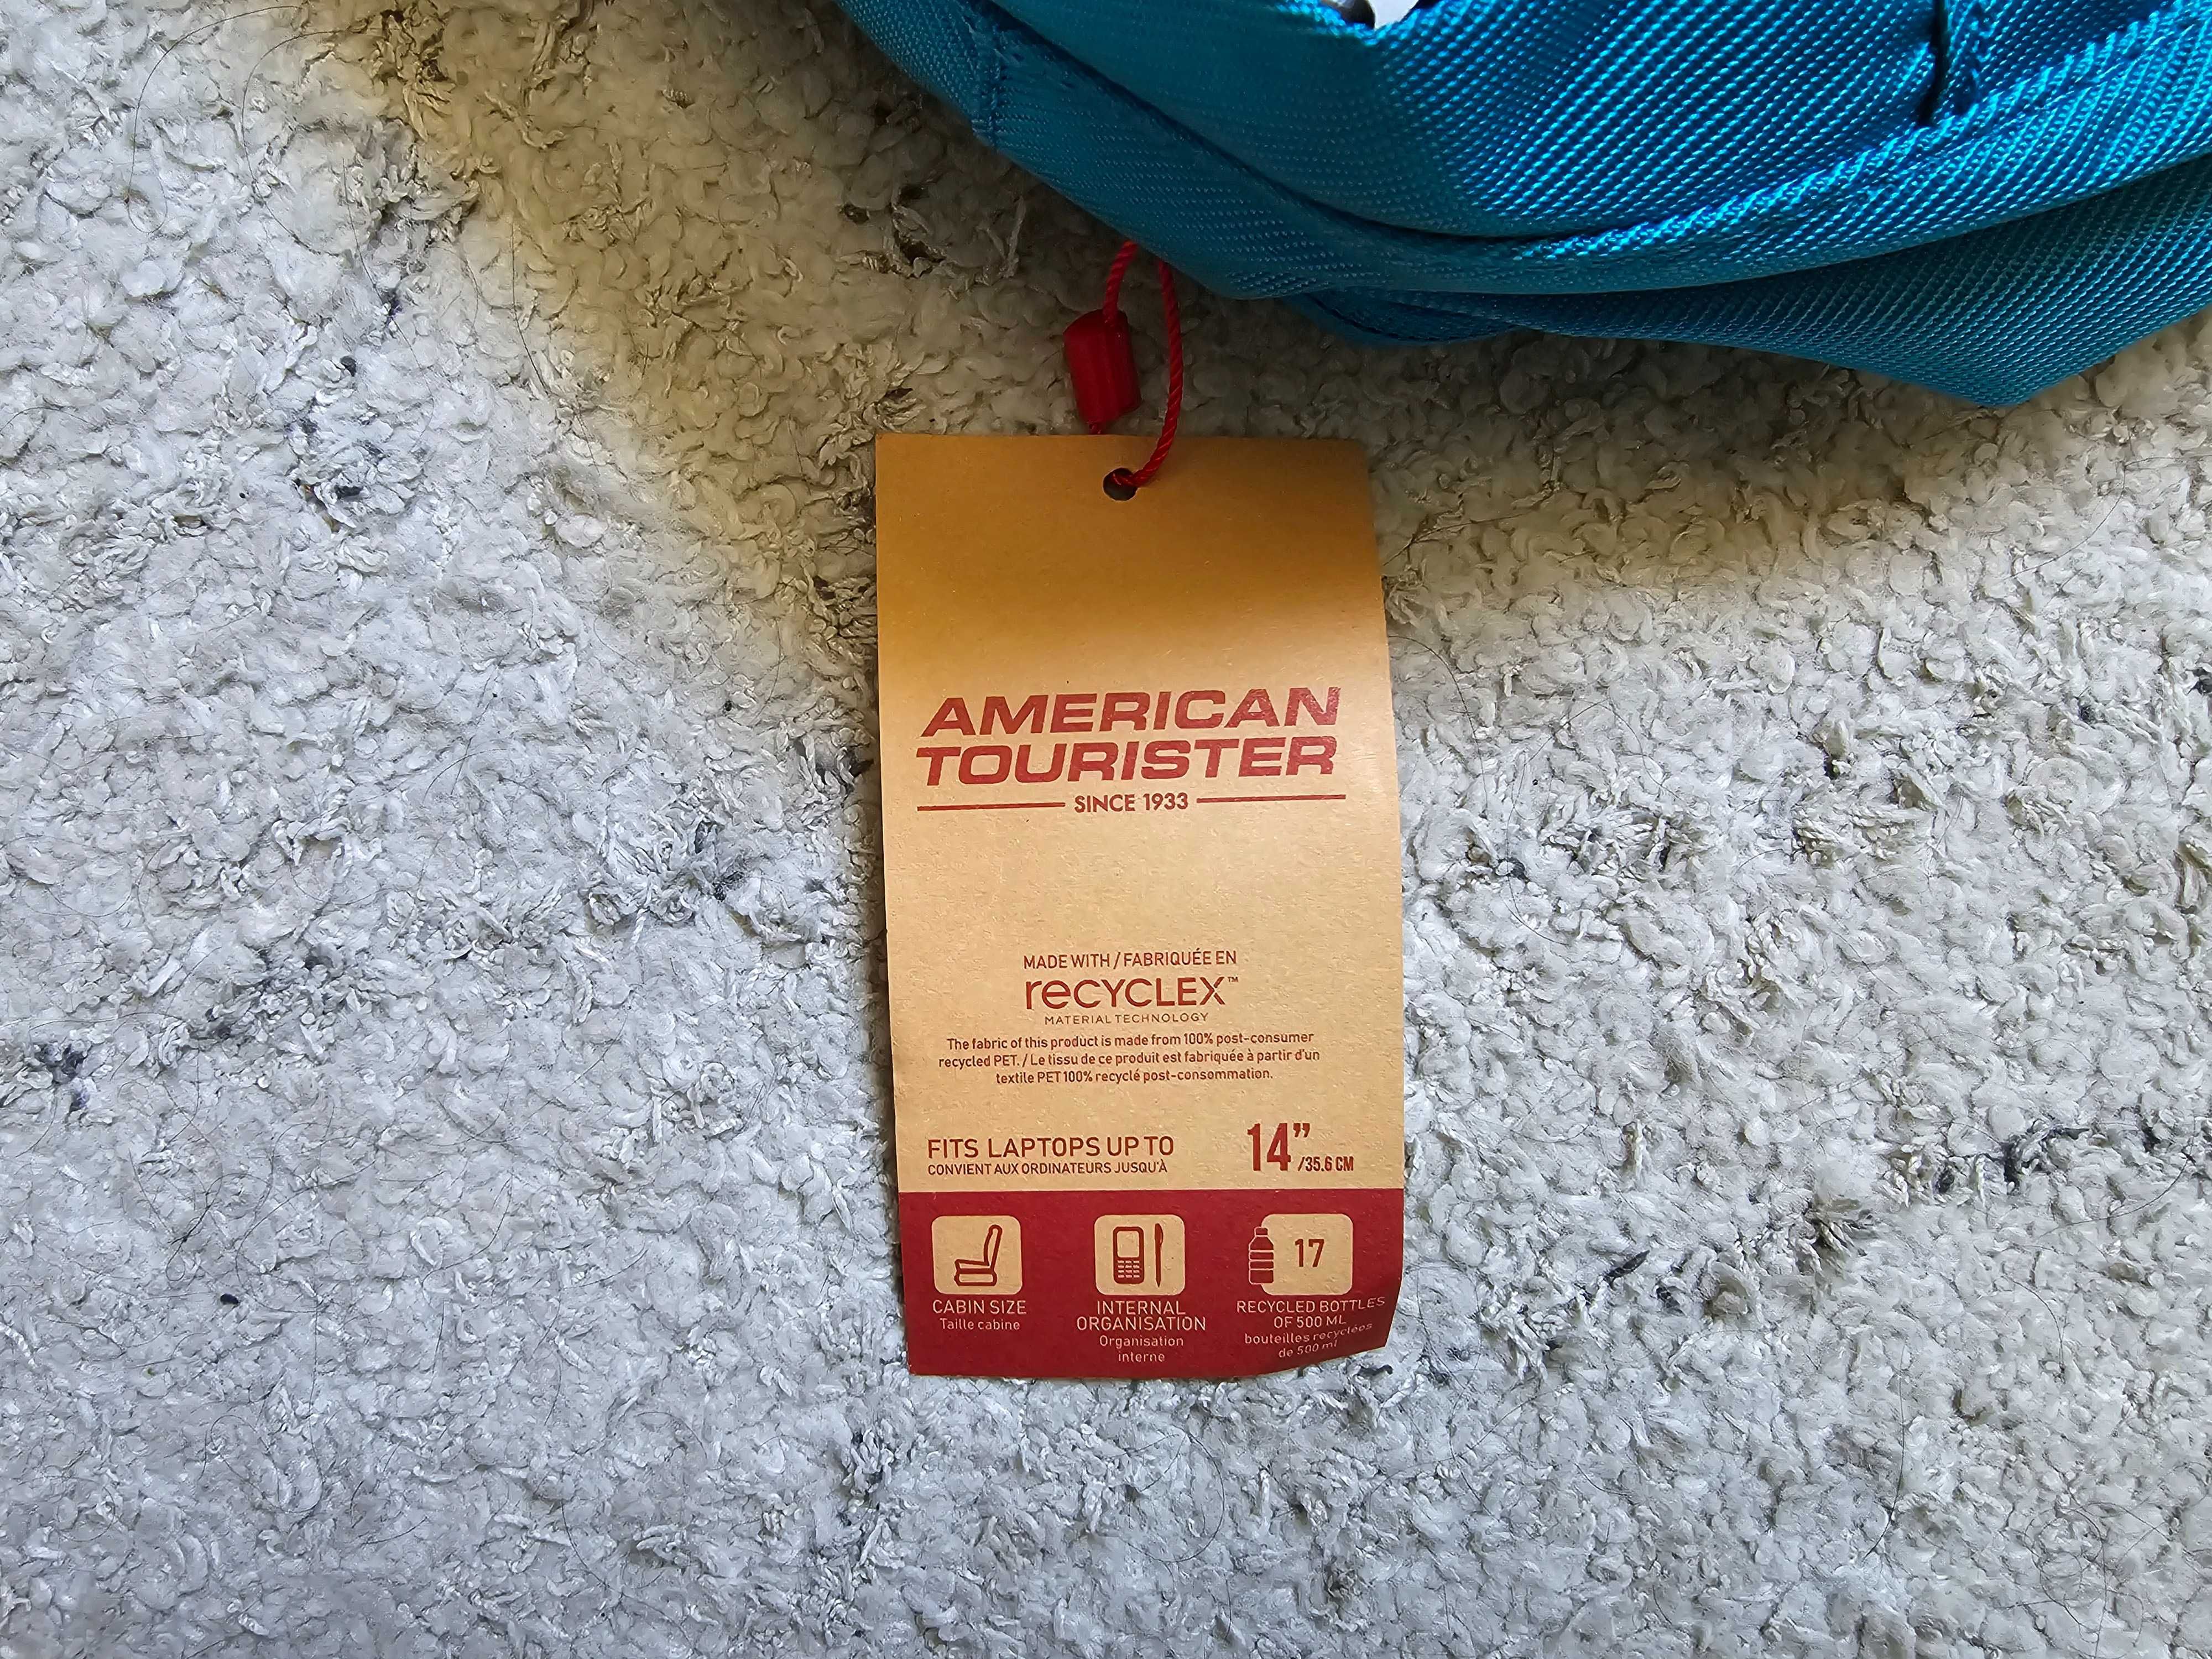 AMERICAN
TOURISTER
SINCE 1933
MADE WITH / FABRIQUÉE EN
recYCLEX™
MATERIAL TECHNOLOGY
The fabric of this product is made from 100% post-consumer
recycled PET. / Le tissu de ce produit est fabriquée à partir d'un
textile PET 100% recyclé post-consommation.
FITS LAPTOPS UP TO
CONVIENT AUX ORDINATEURS JUSQU'À
14"/35.6 CM
17
CABIN SIZE
Taille cabine
INTERNAL
ORGANISATION
Organisation
interne
RECYCLED BOTTLES
OF 500 ML
bouteilles recyclées
de 500 ml